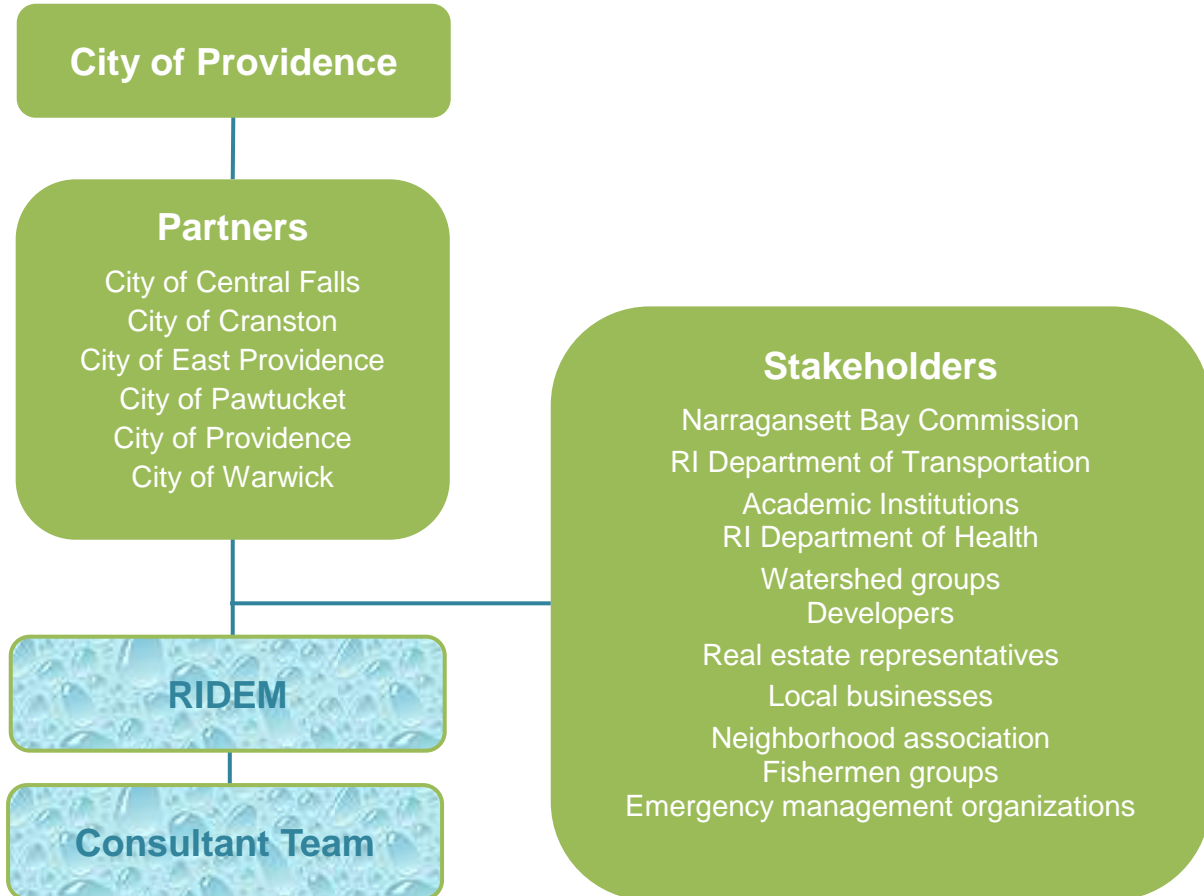 City of Providence
Partners
City of Central Falls
City of Cranston
City of East Providence
City of Pawtucket
City of Providence
City of Warwick
Stakeholders
Narragansett Bay Commission
RI Department of Transportation
Academic Institutions
RI Department of Health
Watershed groups
Developers
Real estate representatives
Local businesses
Neighborhood association
Fishermen groups
Emergency management organizations
RIDEM
Consultant Team